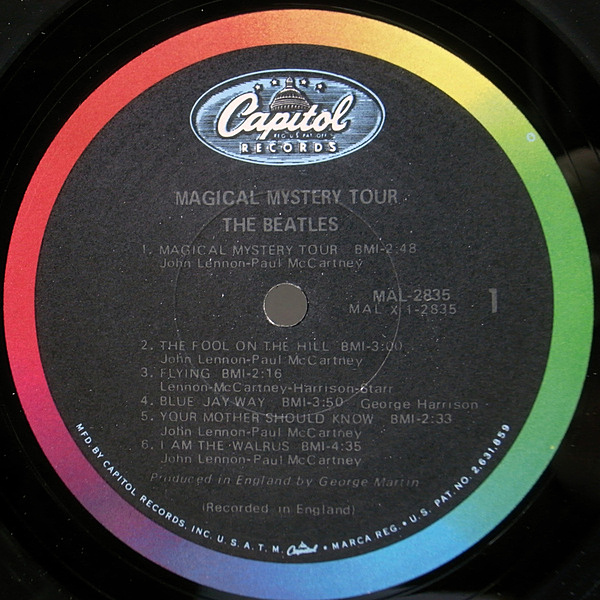 Capitol
REG. U.S. PAT. OFF.
RECORDS
MAGICAL MYSTERY TOUR
THE BEATLES
1. MAGICAL MYSTERY TOUR BMI-2:48
John Lennon-Paul McCartney
MAL-2835
MAL X 1-2835
1
2. THE FOOL ON THE HILL BMI-3:00
John Lennon-Paul McCartney
3. FLYING BMI-2:16
Lennon-McCartney-Harrison-Starr
4. BLUE JAY WAY BMI-3:50 George Harrison
5. YOUR MOTHER SHOULD KNOW BMI-2:33
John Lennon-Paul McCartney
6. I AM THE WALRUS BMI-4:35
John Lennon-Paul McCartney
Produced in England by George Martin
(Recorded in England)
MFD. BY CAPITOL RECORDS, INC. U.S.A. T.M. Capitol • MARCA REG. • U.S. PAT. NO. 2,631,859